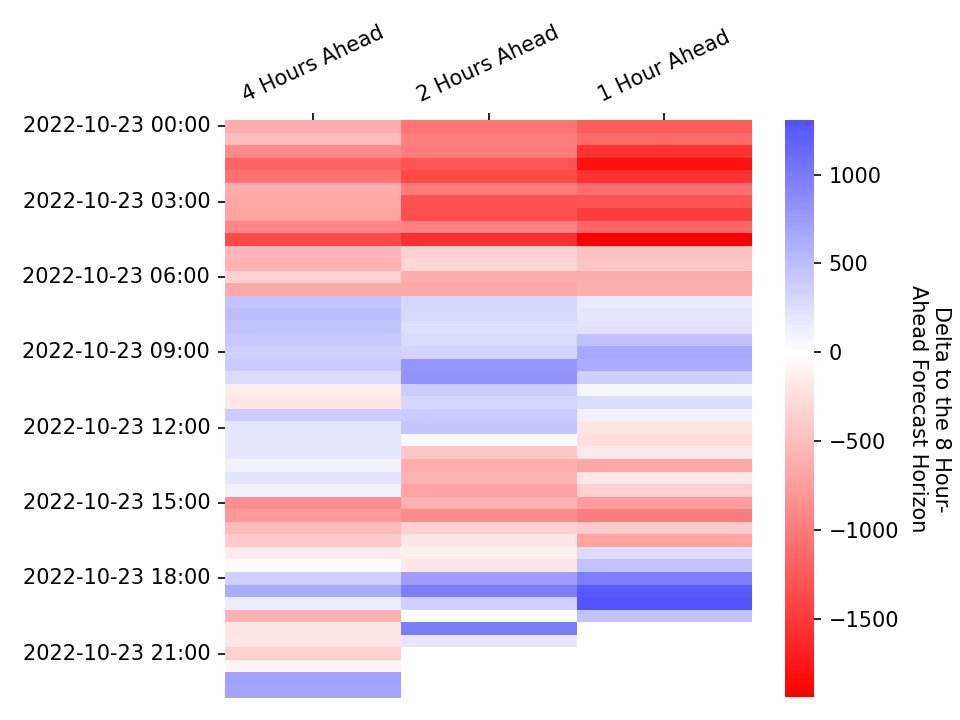 4 Hours Ahead
2 Hours Ahead
1 Hour Ahead
2022-10-23 00:00
2022-10-23 03:00
2022-10-23 06:00
2022-10-23 09:00
2022-10-23 12:00
2022-10-23 15:00
2022-10-23 18:00
2022-10-23 21:00
1000
500
0
−500
−1000
−1500
Delta to the 8 Hour-
Ahead Forecast Horizon